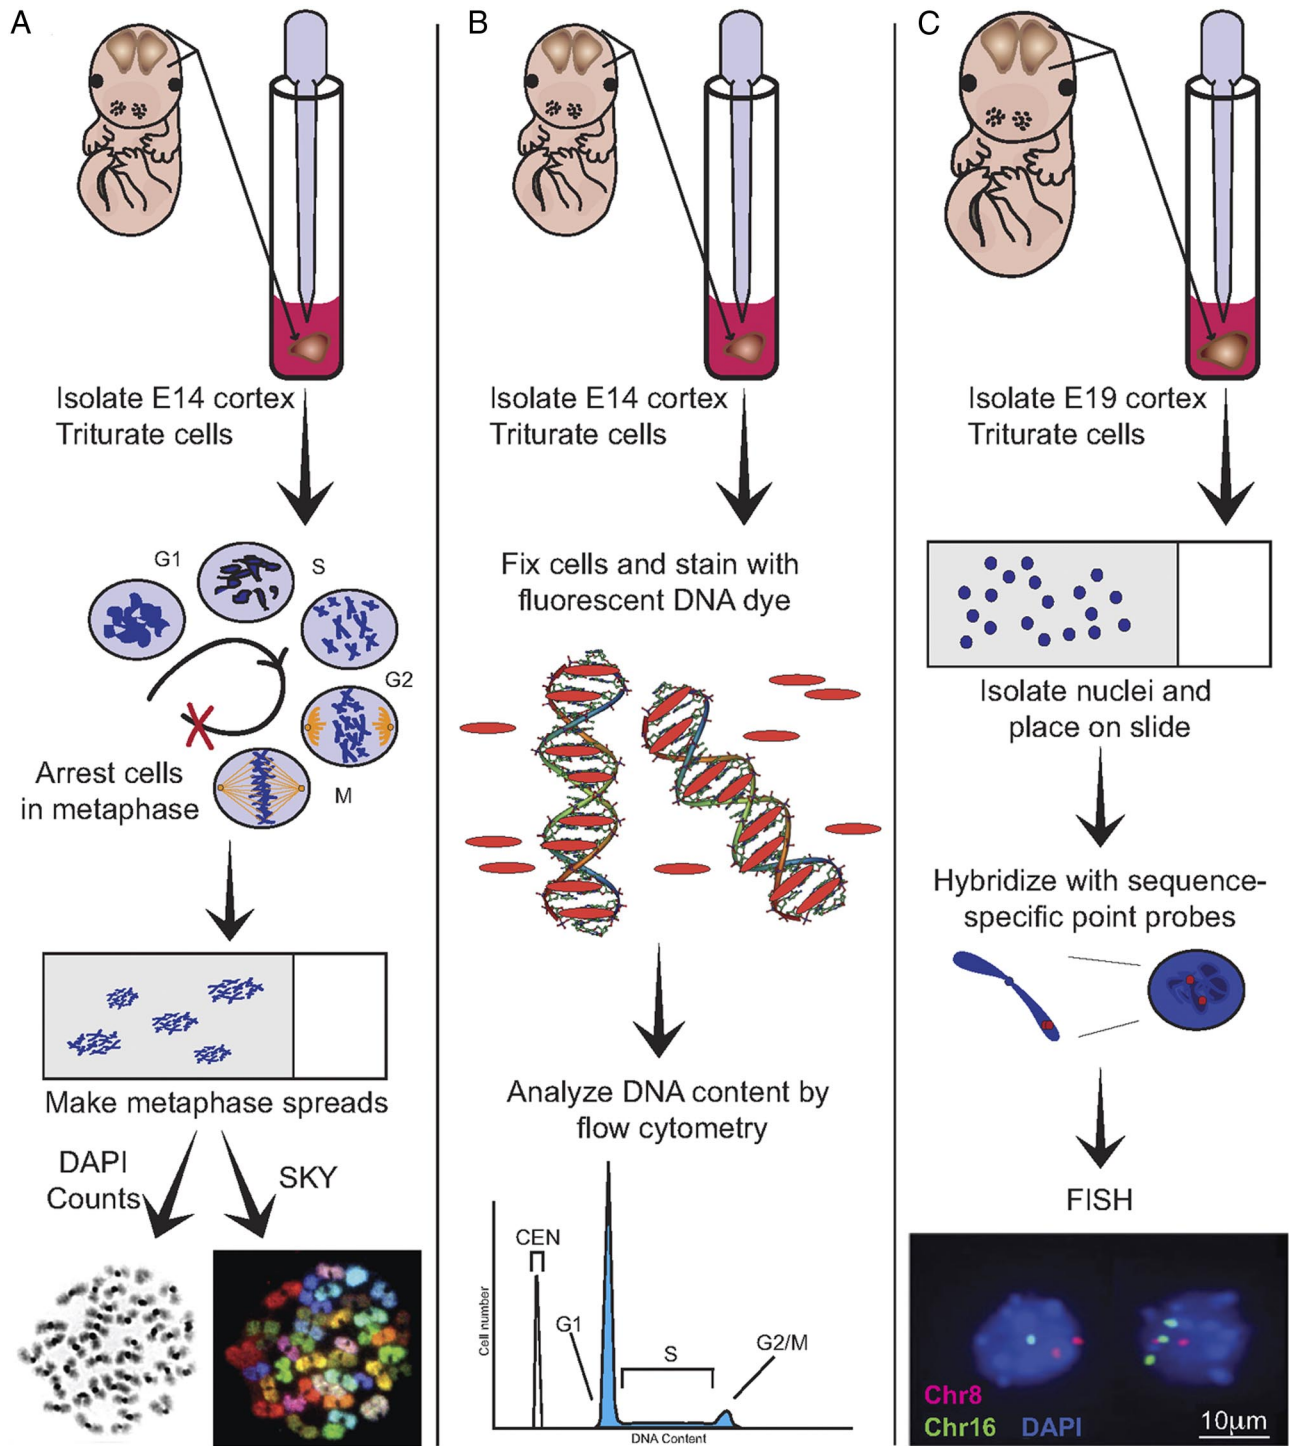 A
Isolate E14 cortex
Triturate cells
G1
S
G2
M
Arrest cells
in metaphase
Make metaphase spreads
DAPI
Counts
SKY
B
Isolate E14 cortex
Triturate cells
Fix cells and stain with
fluorescent DNA dye
Analyze DNA content by
flow cytometry
CEN
G1
S
G2/M
Cell number
DNA Content
C
Isolate E19 cortex
Triturate cells
Isolate nuclei and
place on slide
Hybridize with sequence-
specific point probes
FISH
Chr8
Chr16 DAPI
10μm